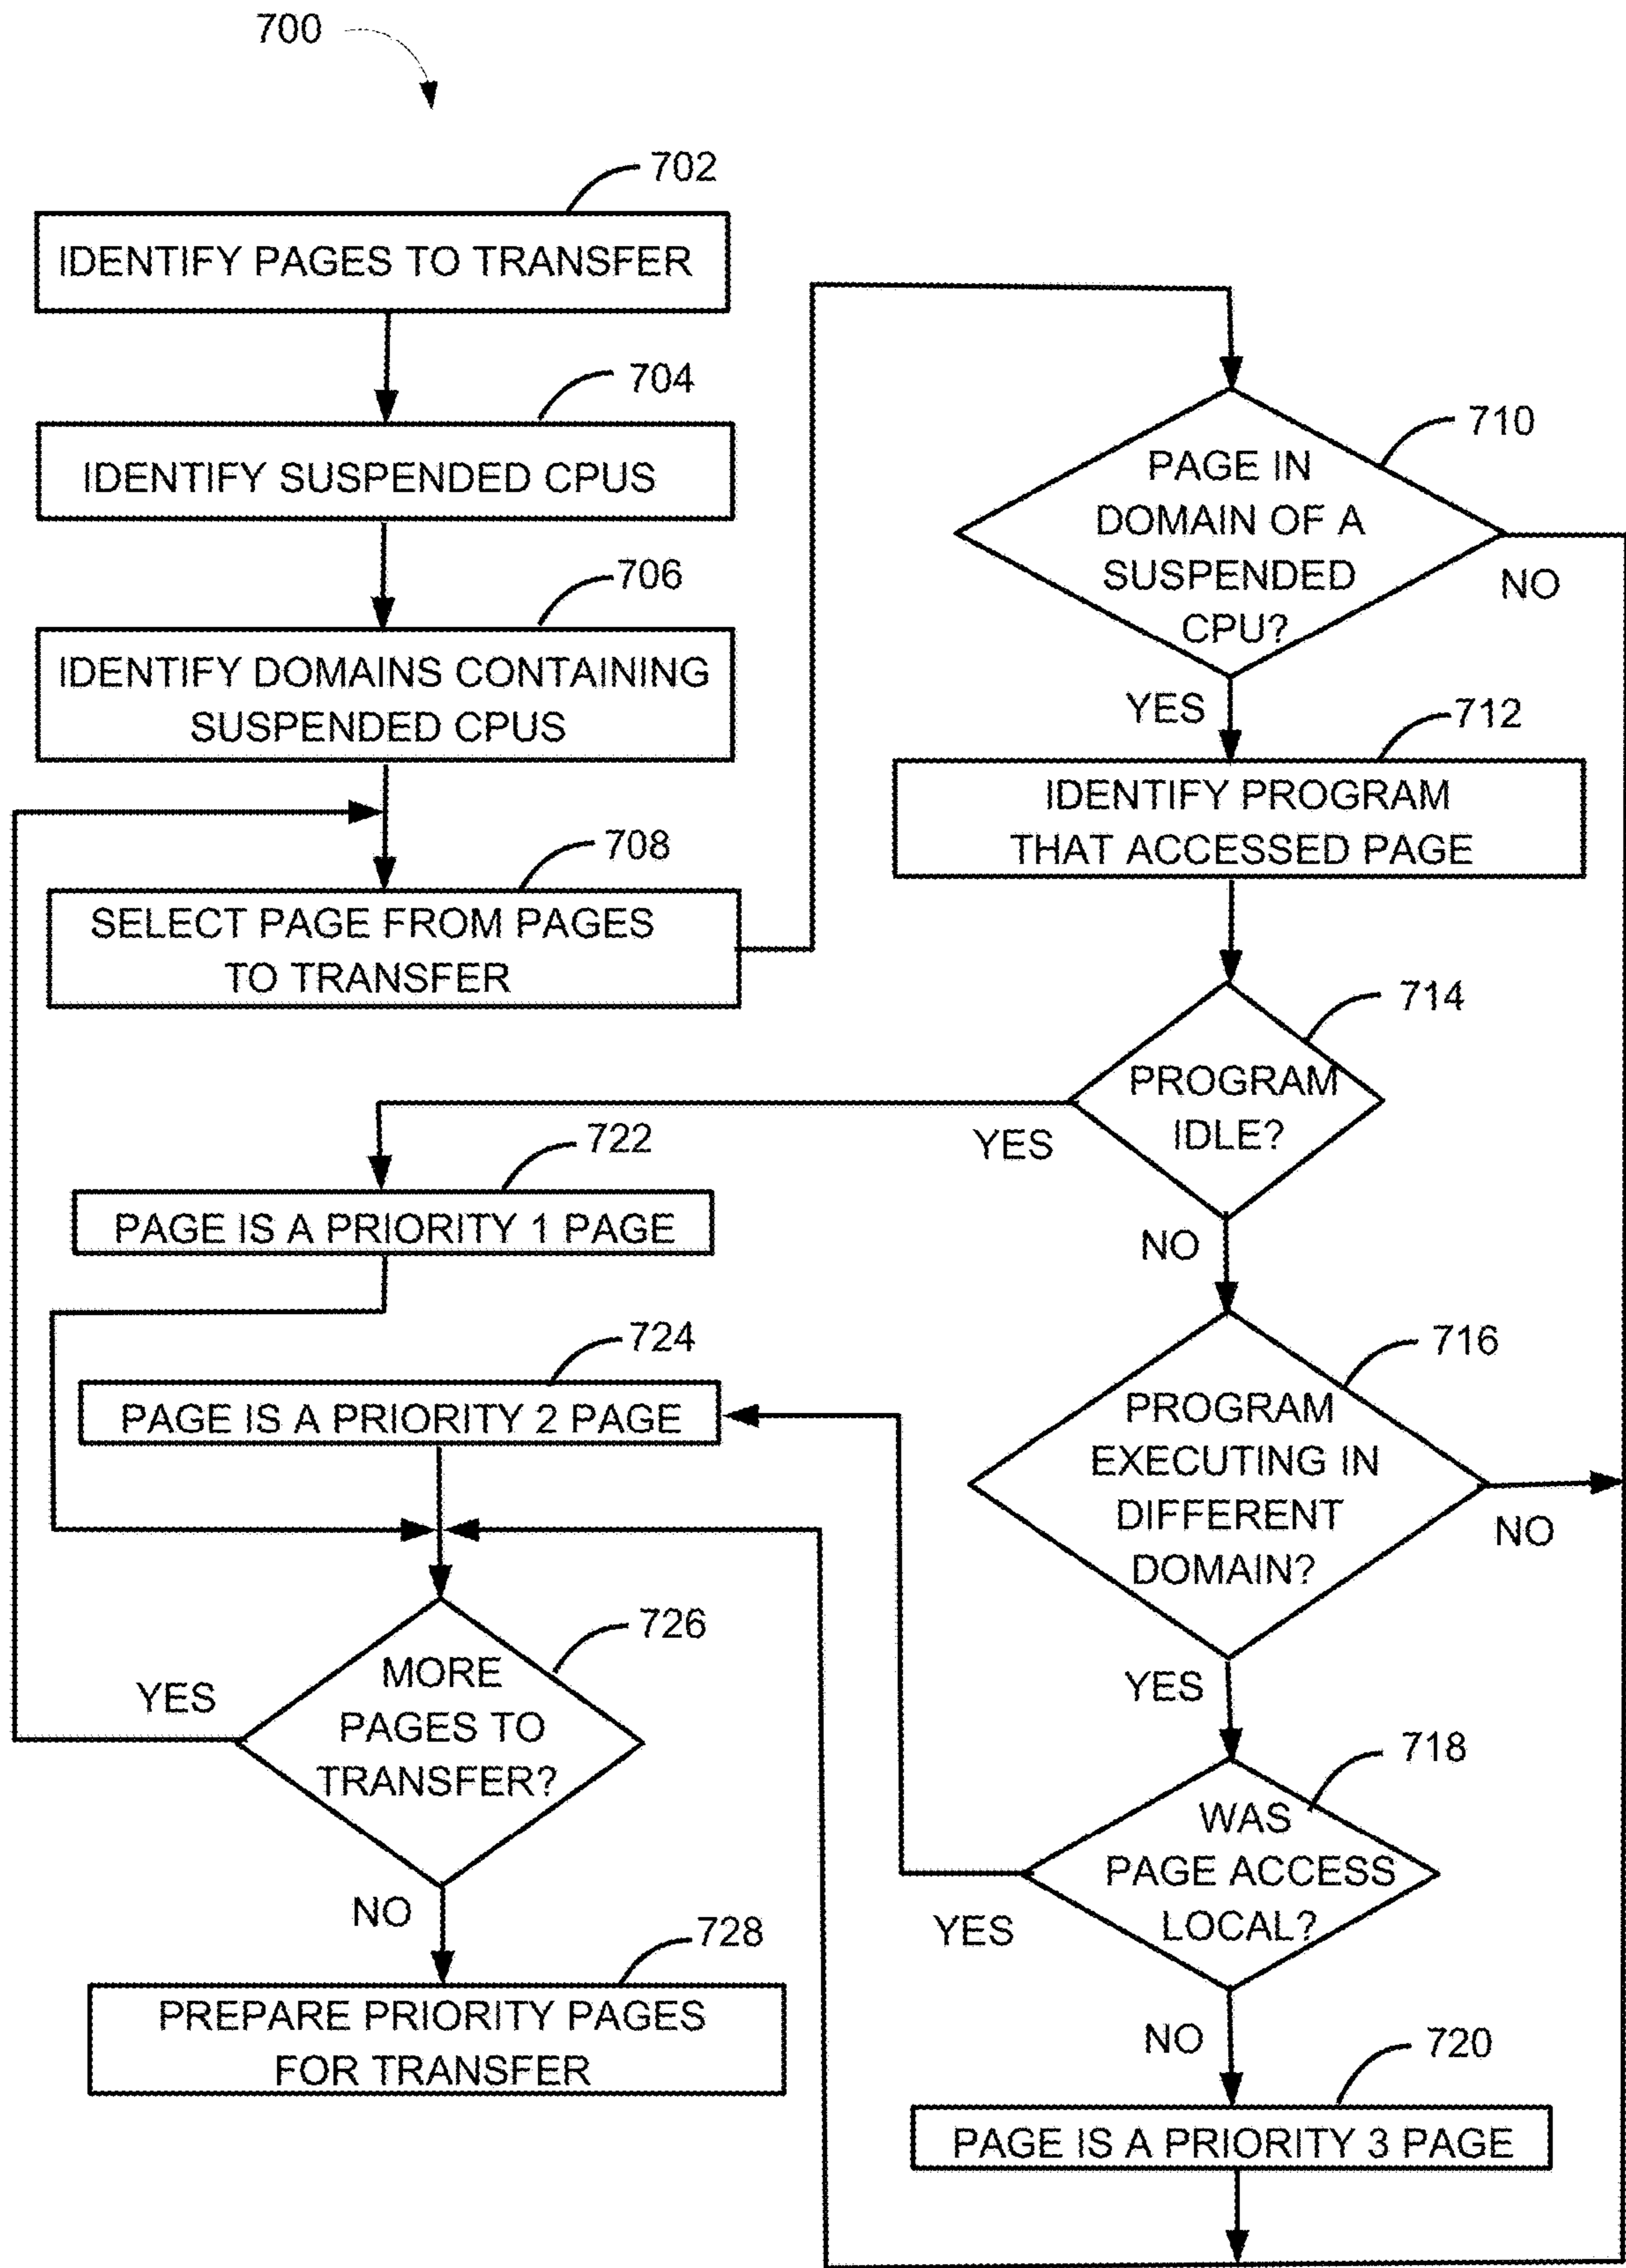 700
702
IDENTIFY PAGES TO TRANSFER
704
IDENTIFY SUSPENDED CPUS
706
IDENTIFY DOMAINS CONTAINING
SUSPENDED CPUS
708
SELECT PAGE FROM PAGES
TO TRANSFER
710
PAGE IN
DOMAIN OF A
SUSPENDED
CPU?
NO
YES
712
IDENTIFY PROGRAM
THAT ACCESSED PAGE
714
PROGRAM
IDLE?
YES
NO
722
PAGE IS A PRIORITY 1 PAGE
716
PROGRAM
EXECUTING IN
DIFFERENT
DOMAIN?
NO
YES
724
PAGE IS A PRIORITY 2 PAGE
718
WAS
PAGE ACCESS
LOCAL?
YES
NO
720
PAGE IS A PRIORITY 3 PAGE
726
MORE
PAGES TO
TRANSFER?
YES
NO
728
PREPARE PRIORITY PAGES
FOR TRANSFER